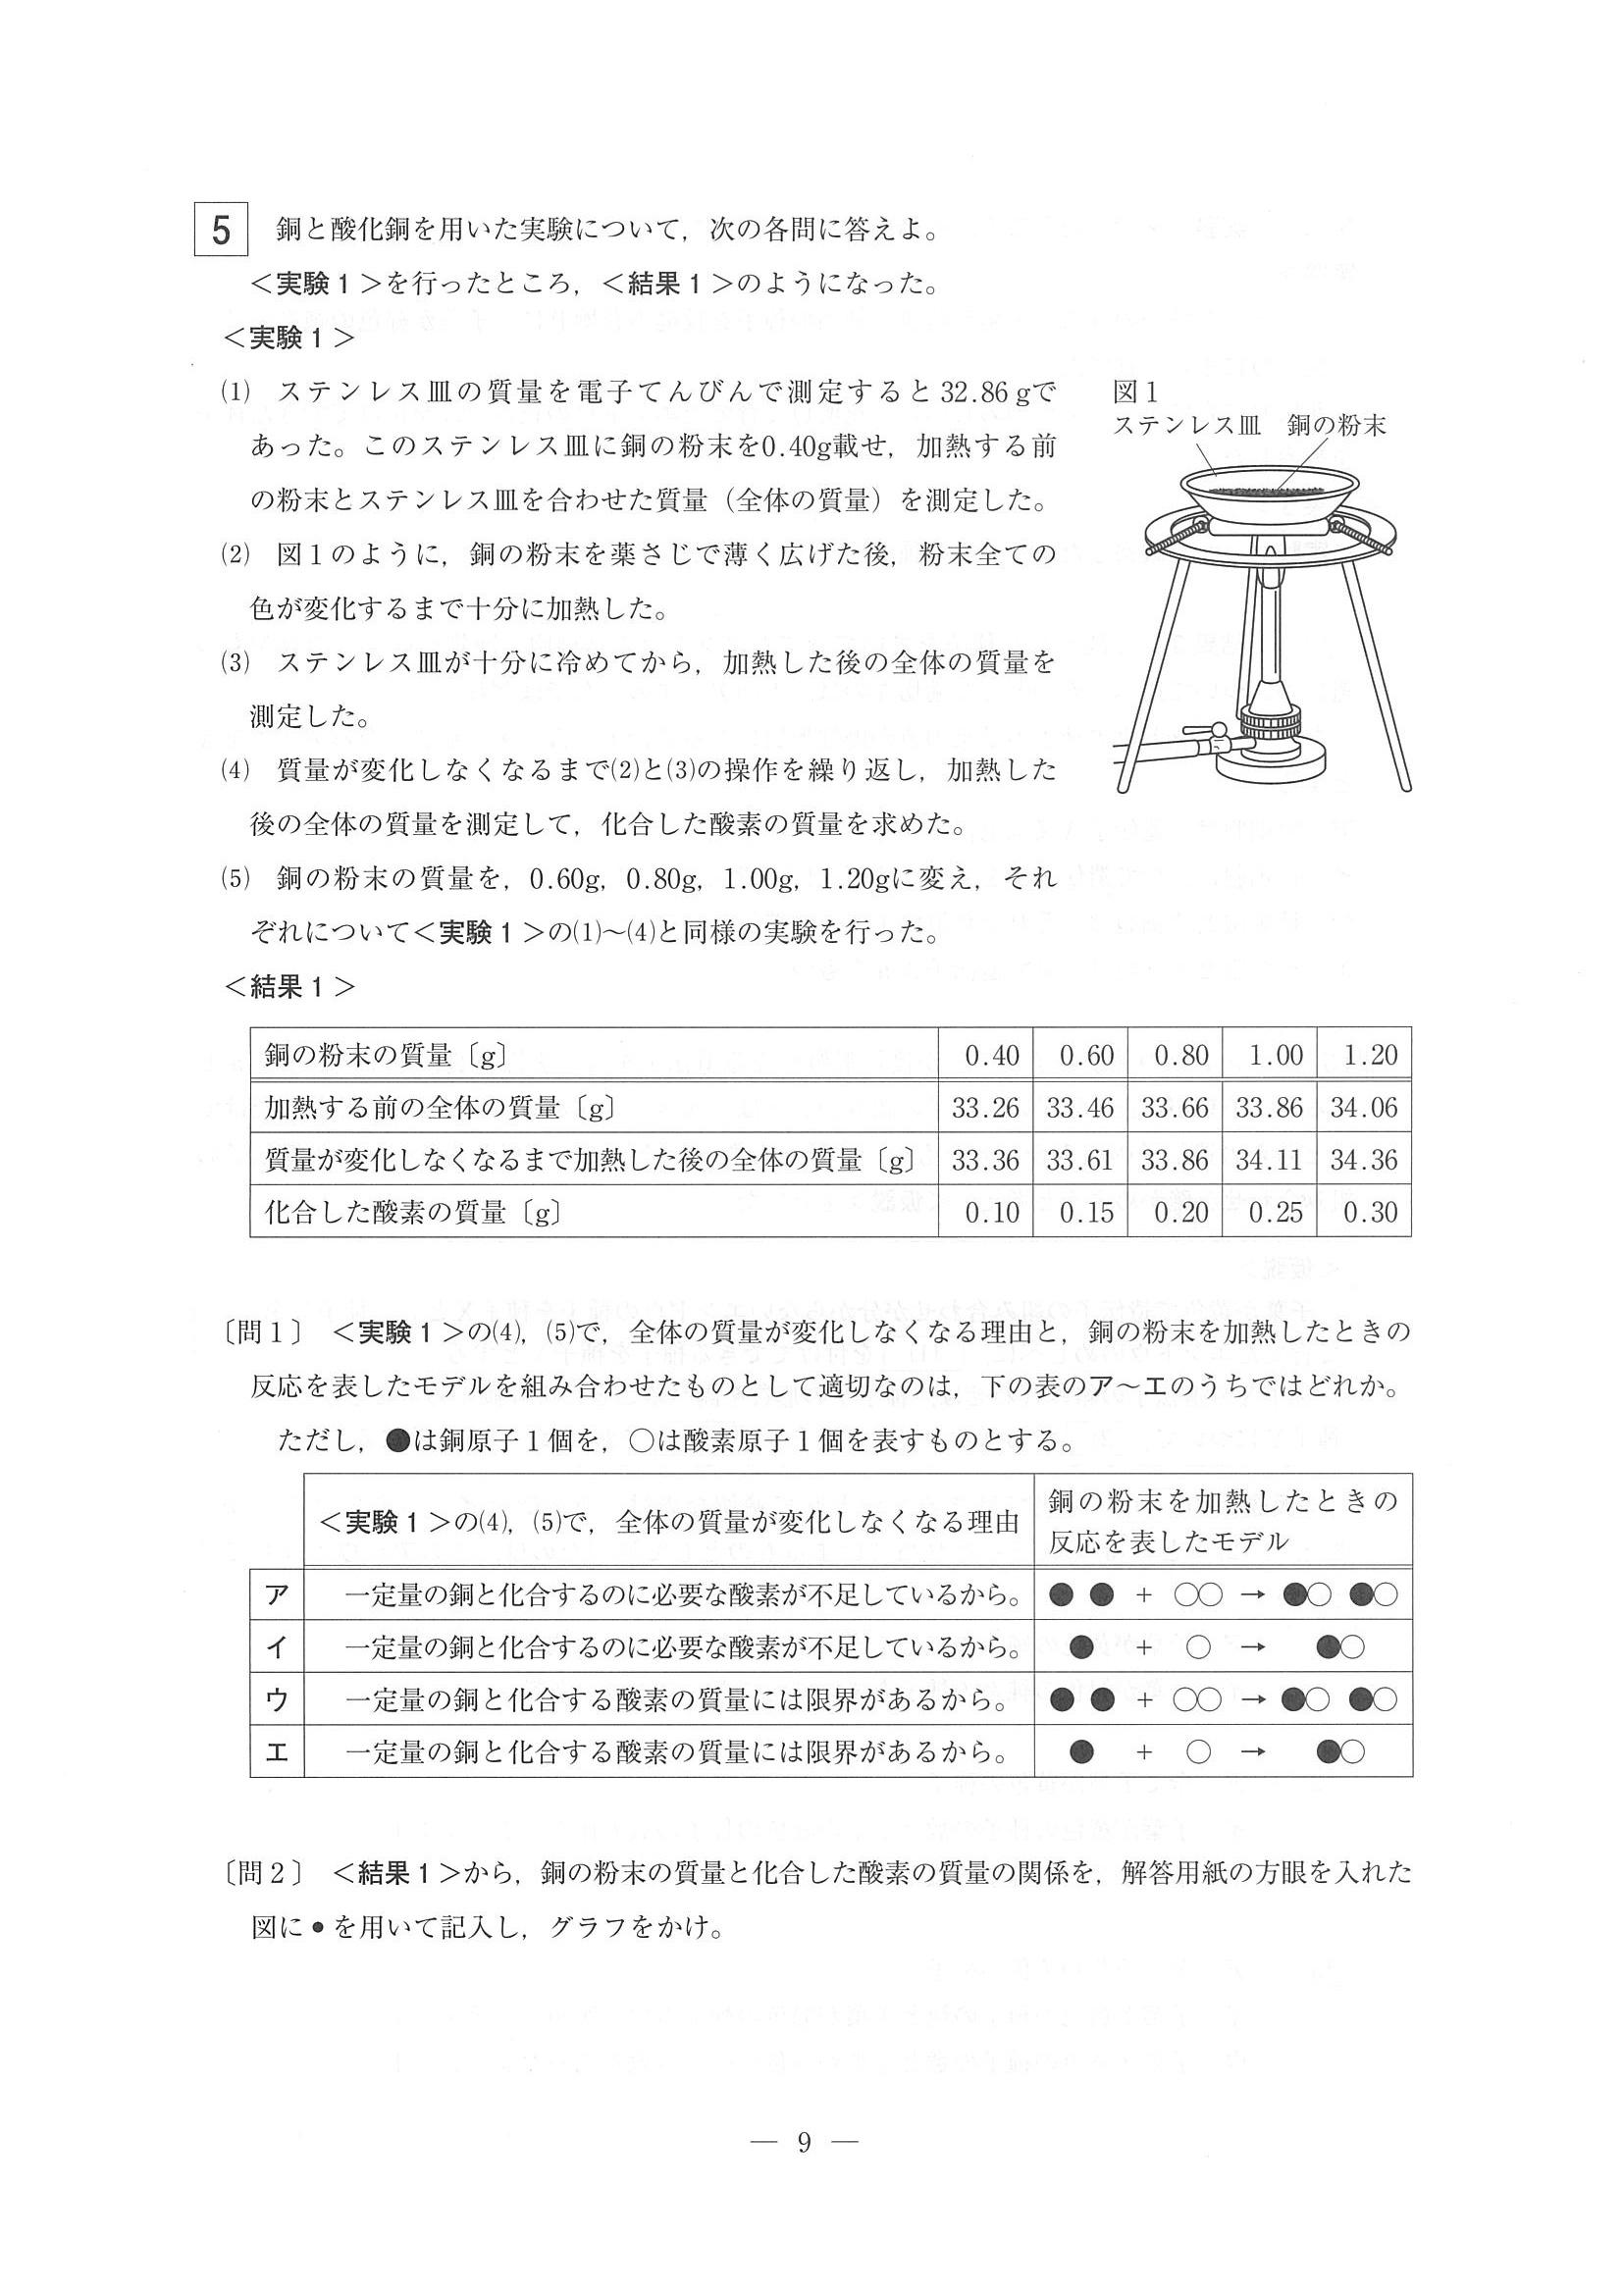 5 銅と酸化銅を用いた実験について，次の各問に答えよ。
＜実験１＞を行ったところ，＜結果１＞のようになった。
＜実験１＞
(1) ステンレス皿の質量を電子てんびんで測定すると32.86gで
あった。このステンレス皿に銅の粉末を0.40g載せ，加熱する前
の粉末とステンレス皿を合わせた質量（全体の質量）を測定した。
(2) 図１のように，銅の粉末を薬さじで薄く広げた後，粉末全ての
色が変化するまで十分に加熱した。
(3) ステンレス皿が十分に冷めてから，加熱した後の全体の質量を
測定した。
(4) 質量が変化しなくなるまで(2)と(3)の操作を繰り返し，加熱した
後の全体の質量を測定して，化合した酸素の質量を求めた。
(5) 銅の粉末の質量を，0.60g，0.80g，1.00g，1.20gに変え，それ
ぞれについて＜実験１＞の(1)～(4)と同様の実験を行った。
図１
ステンレス皿 銅の粉末
＜結果１＞
銅の粉末の質量〔g〕 0.40 0.60 0.80 1.00 1.20
加熱する前の全体の質量〔g〕 33.26 33.46 33.66 33.86 34.06
質量が変化しなくなるまで加熱した後の全体の質量〔g〕 33.36 33.61 33.86 34.11 34.36
化合した酸素の質量〔g〕 0.10 0.15 0.20 0.25 0.30
〔問１〕 ＜実験１＞の(4)，(5)で，全体の質量が変化しなくなる理由と，銅の粉末を加熱したときの
反応を表したモデルを組み合わせたものとして適切なのは，下の表のア～エのうちではどれか。
ただし，●は銅原子１個を，○は酸素原子１個を表すものとする。
＜実験１＞の(4)，(5)で，全体の質量が変化しなくなる理由 銅の粉末を加熱したときの
反応を表したモデル
ア 一定量の銅と化合するのに必要な酸素が不足しているから。 ● ● ＋ ○○ → ●○ ●○
イ 一定量の銅と化合するのに必要な酸素が不足しているから。 ● ＋ ○ → ●○
ウ 一定量の銅と化合する酸素の質量には限界があるから。 ● ● ＋ ○○ → ●○ ●○
エ 一定量の銅と化合する酸素の質量には限界があるから。 ● ＋ ○ → ●○
〔問２〕 ＜結果１＞から，銅の粉末の質量と化合した酸素の質量の関係を，解答用紙の方眼を入れた
図に●を用いて記入し，グラフをかけ。
― 9 ―